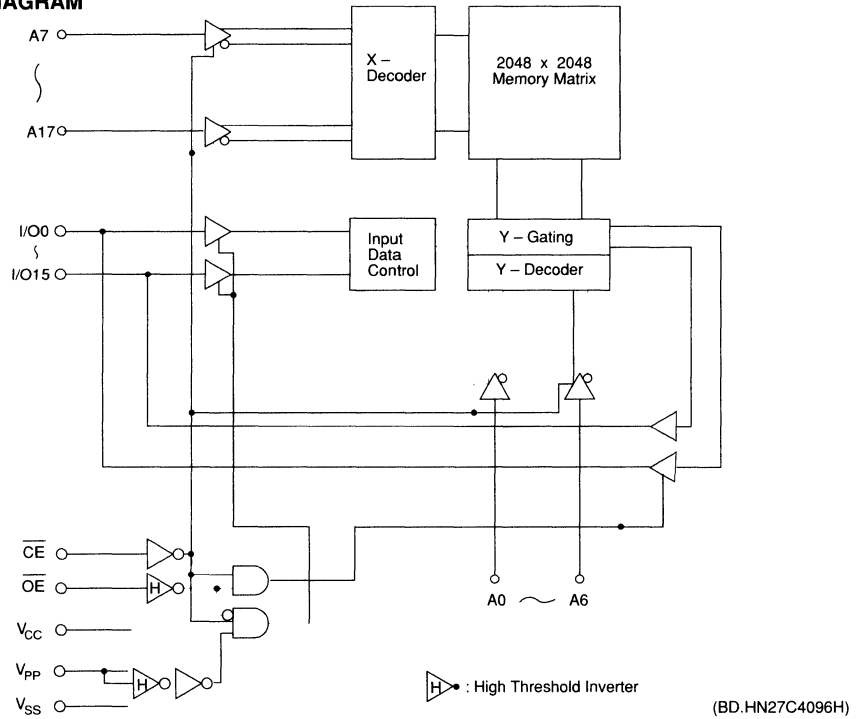 AGRAM
A7
X –
Decoder
2048 x 2048
Memory Matrix
A17
I/O0
I/O15
Input
Data
Control
Y – Gating
Y – Decoder
CE
OE
H
A0 ~ A6
VCC
VPP
H
VSS
H : High Threshold Inverter
(BD.HN27C4096H)